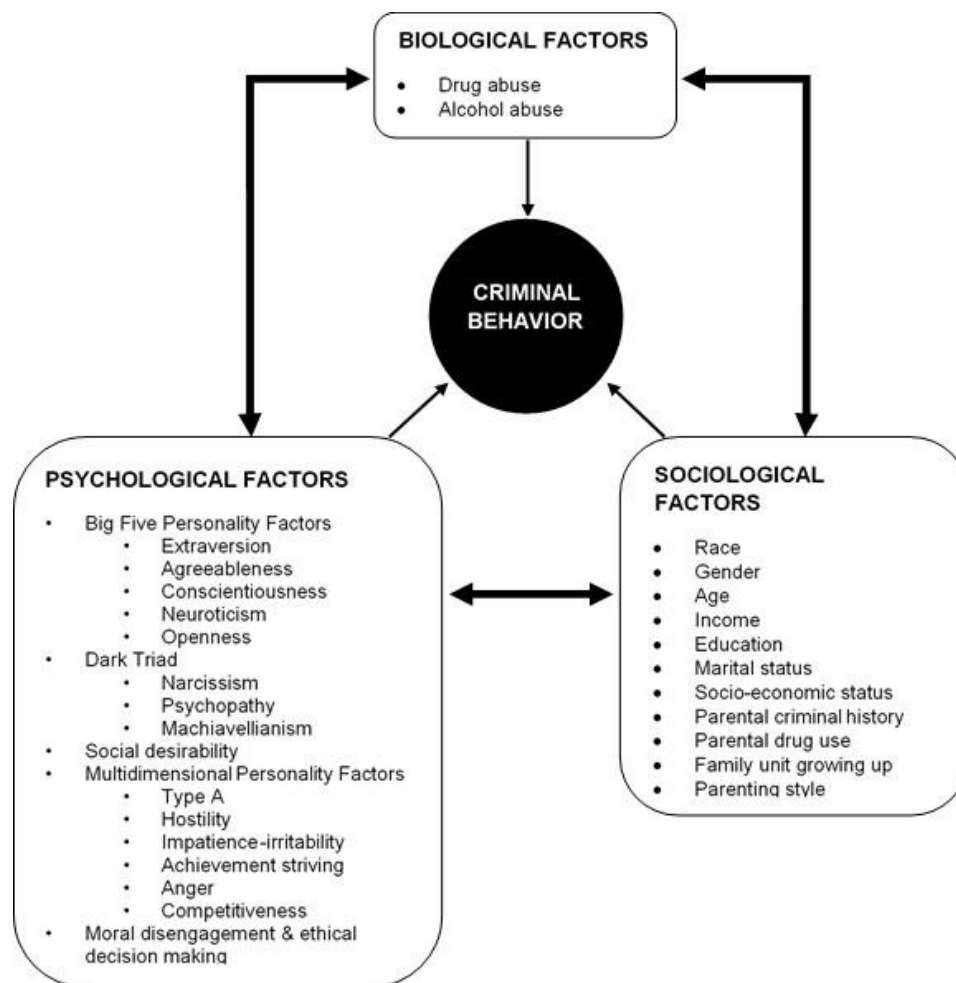 BIOLOGICAL FACTORS
• Drug abuse
• Alcohol abuse
CRIMINAL
BEHAVIOR
PSYCHOLOGICAL FACTORS
• Big Five Personality Factors
• Extraversion
• Agreeableness
• Conscientiousness
• Neuroticism
• Openness
• Dark Triad
• Narcissism
• Psychopathy
• Machiavellianism
• Social desirability
• Multidimensional Personality Factors
• Type A
• Hostility
• Impatience-irritability
• Achievement striving
• Anger
• Competitiveness
• Moral disengagement & ethical
decision making
SOCIOLOGICAL
FACTORS
• Race
• Gender
• Age
• Income
• Education
• Marital status
• Socio-economic status
• Parental criminal history
• Parental drug use
• Family unit growing up
• Parenting style